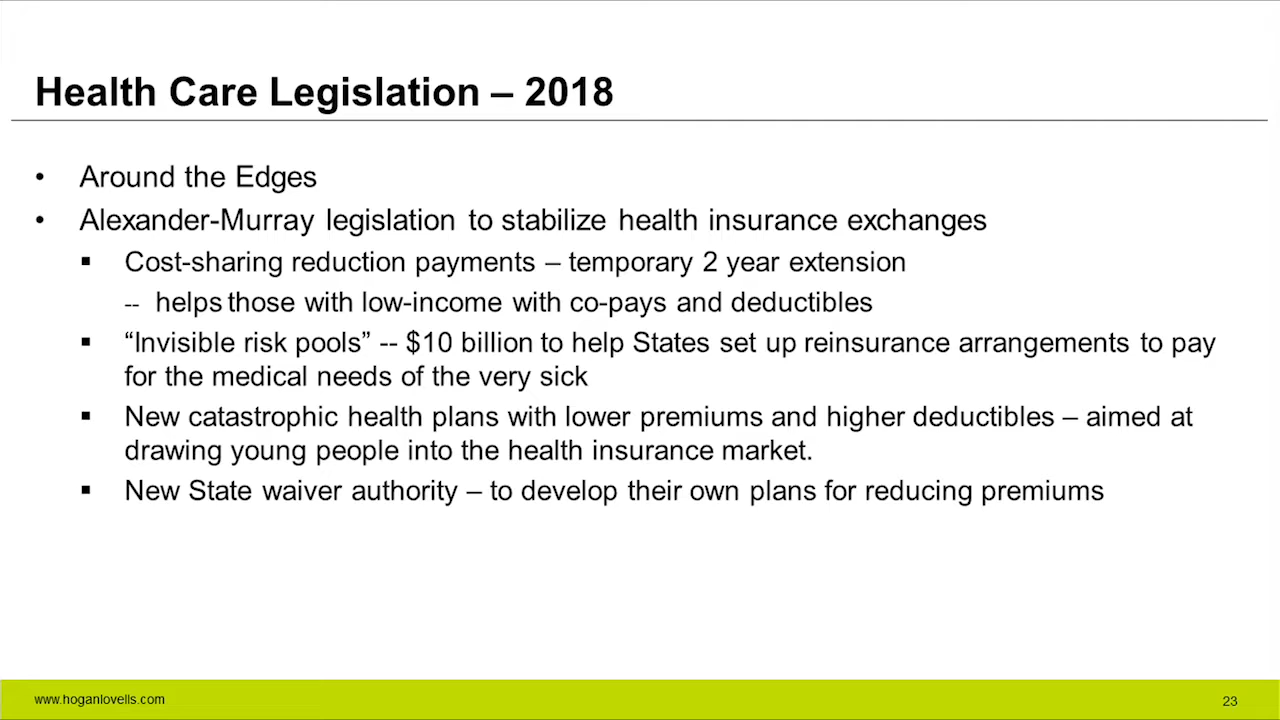 Health Care Legislation – 2018
• Around the Edges
• Alexander-Murray legislation to stabilize health insurance exchanges
▪ Cost-sharing reduction payments – temporary 2 year extension
-- helps those with low-income with co-pays and deductibles
▪ “Invisible risk pools” -- $10 billion to help States set up reinsurance arrangements to pay
for the medical needs of the very sick
▪ New catastrophic health plans with lower premiums and higher deductibles – aimed at
drawing young people into the health insurance market.
▪ New State waiver authority – to develop their own plans for reducing premiums
www.hoganlovells.com
23